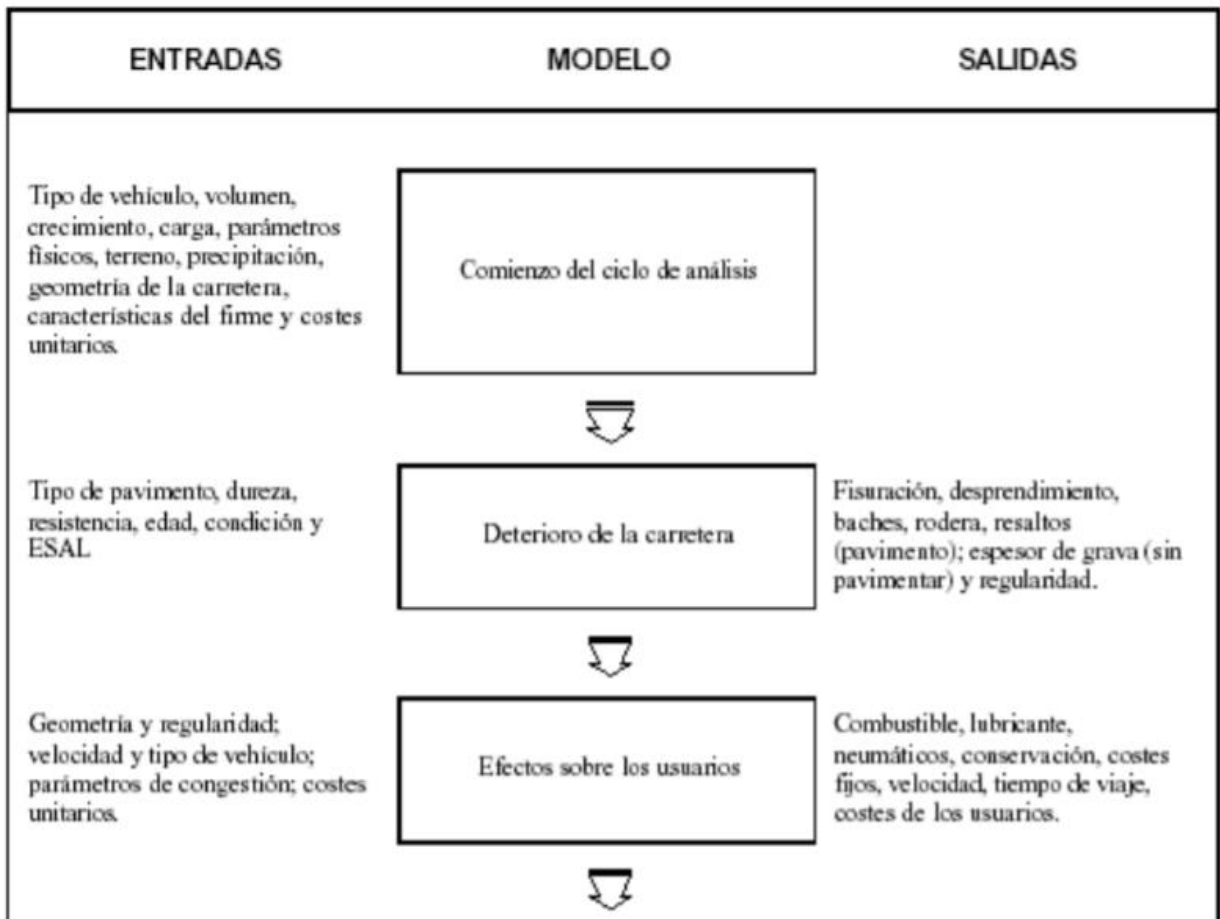 ENTRADAS MODELO SALIDAS
Tipo de vehículo, volumen,
crecimiento, carga, parámetros
físicos, terreno, precipitación,
geometría de la carretera,
características del firme y costes
unitarios.
Comienzo del ciclo de análisis
Tipo de pavimento, dureza,
resistencia, edad, condición y
ESAL
Deterioro de la carretera
Fisuración, desprendimiento,
baches, rodera, resaltos
(pavimento); espesor de grava (sin
pavimentar) y regularidad.
Geometría y regularidad;
velocidad y tipo de vehículo;
parámetros de congestión; costes
unitarios.
Efectos sobre los usuarios
Combustible, lubricante,
neumáticos, conservación, costes
fijos, velocidad, tiempo de viaje,
costes de los usuarios.